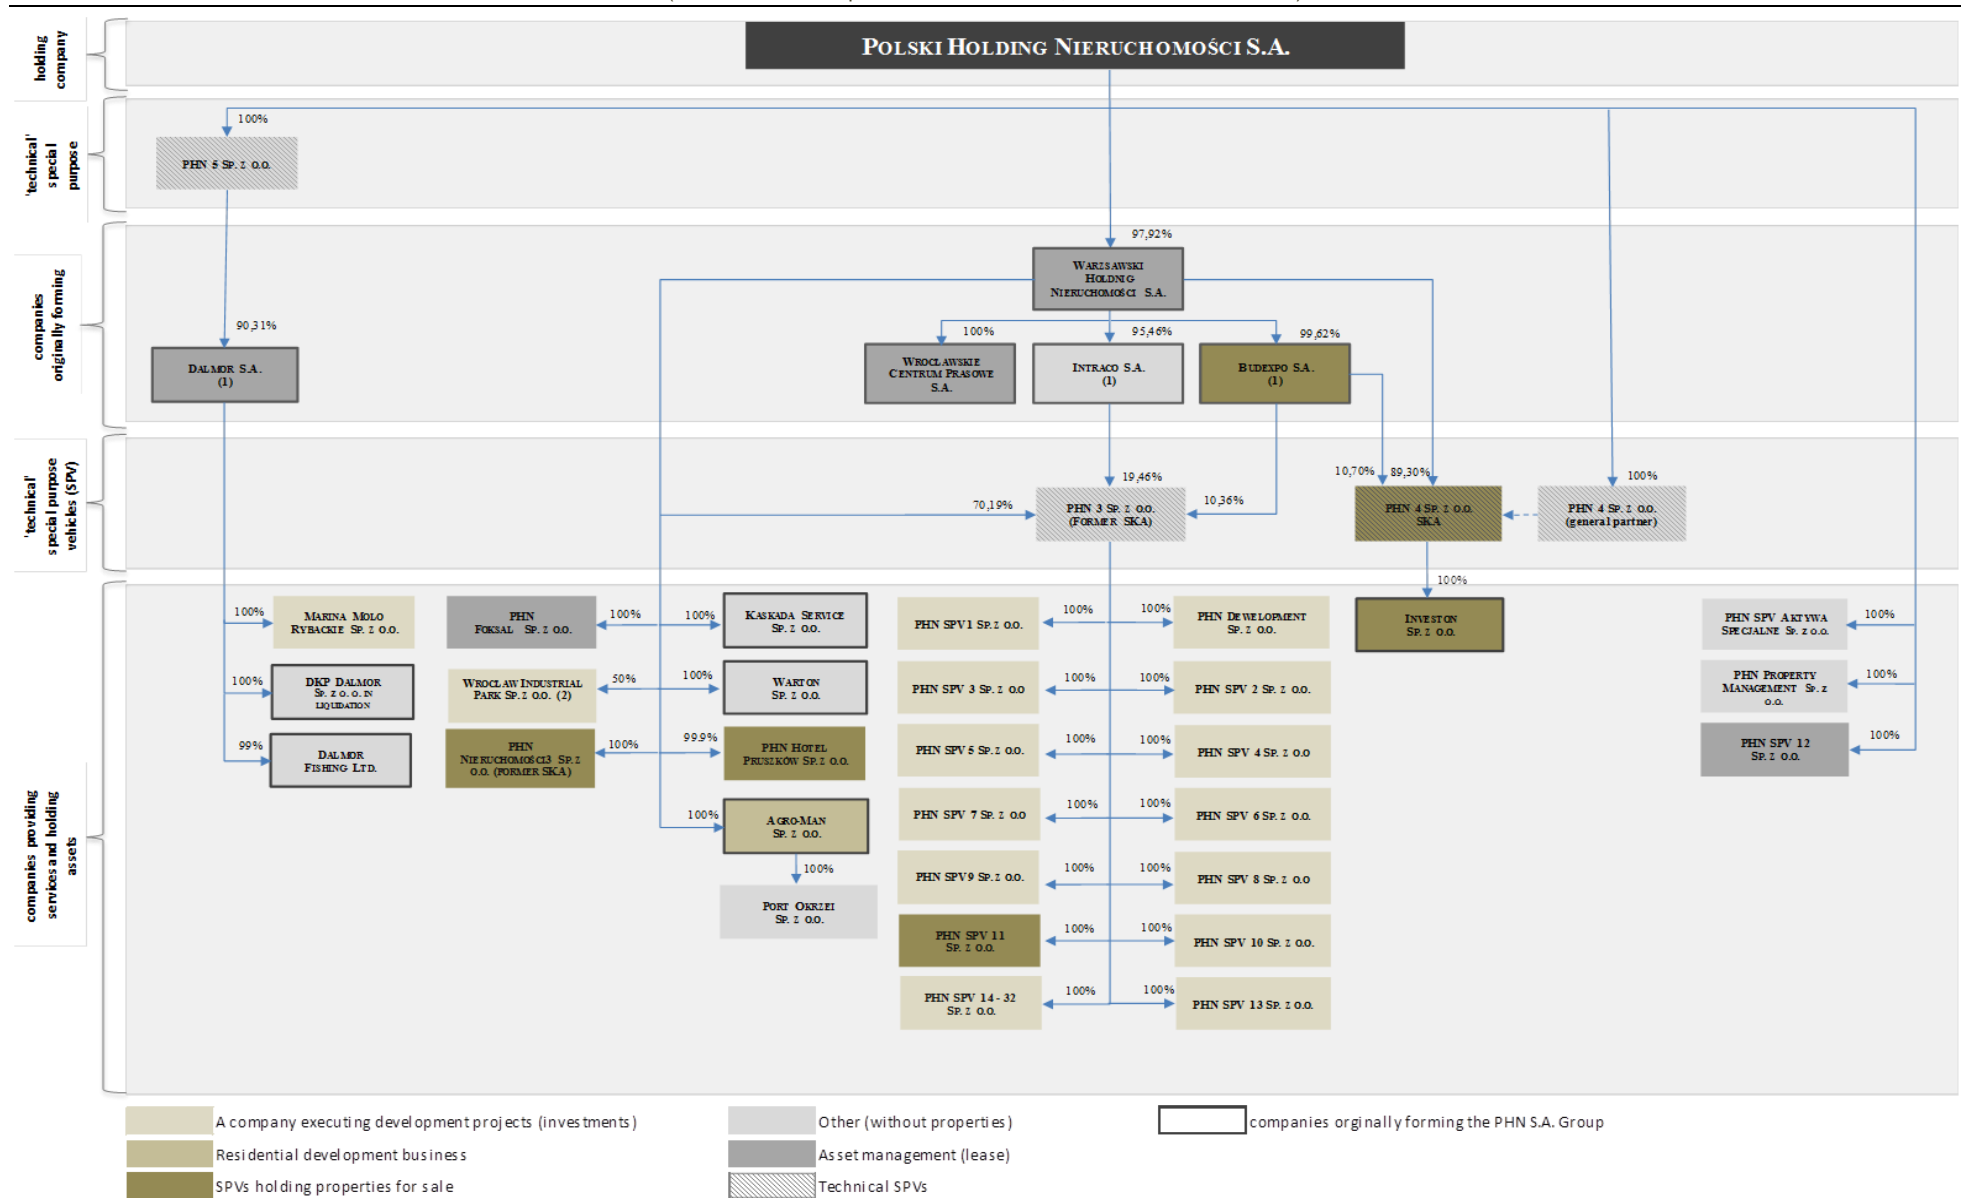 holding
company
POLSKI HOLDING NIERUCHOMOŚCI S.A.
'technical'
special
purpose
100%
PHN 5 SP. Z O.O.
companies
originally forming
97,92%
WARZSAWSKI
HOLDNIG
NIERUCHOMOŚCI S.A.
90,31%
100%
95,46%
99,62%
DALMOR S.A.
(1)
WROCLAWSKIE
CENTRUM PRASOWE
S.A.
INTRACO S.A.
(1)
BUDEXPO S.A.
(1)
'technical'
special purpose
vehicles (SPV)
70,19%
19,46%
10,36%
10,70%
89,30%
100%
PHN 3 SP. Z O.O.
(FORMER SKA)
PHN 4 SP. Z O.O.
SKA
PHN 4 SP. Z O.O.
(general partner)
100%
companies providing
services and holding
assets
100%
MARINA MOLO
RYBACKIE SP. Z O.O.
PHN
FOKSAL SP. Z O.O.
100%
100%
KASKADA SERVICE
SP. Z O.O.
PHN SPV 1 SP. Z O.O.
100%
100%
PHN DEWELOPMENT
SP. Z O.O.
INVESTON
SP. Z O.O.
PHN SPV AKTYWA
SPECJALNE SP. Z O.O.
100%
100%
DKP DALMOR
SP. Z O. O. IN
LIQUIDATION
WROCLAW INDUSTRIAL
PARK SP. Z O.O. (2)
50%
100%
WARTON
SP. Z O.O.
PHN SPV 3 SP. Z O.O
100%
100%
PHN SPV 2 SP. Z O.O.
PHN PROPERTY
MANAGEMENT SP. Z
O.O.
100%
99%
DALMOR
FISHING LTD.
PHN
NIERUCHOMOŚCI3 SP. Z
O.O. (FORMER SKA)
100%
99.9%
PHN HOTEL
PRUSZKÓW SP. Z O.O.
PHN SPV 5 SP. Z O.O.
100%
100%
PHN SPV 4 SP. Z O.O
PHN SPV 12
SP. Z O.O.
100%
100%
AGRO-MAN
SP. Z O.O.
PHN SPV 7 SP. Z O.O
100%
100%
PHN SPV 6 SP. Z O.O.
100%
PORT OKRZEI
SP. Z O.O.
PHN SPV9 SP. Z O.O.
100%
100%
PHN SPV 8 SP. Z O.O
PHN SPV 11
SP. Z O.O.
100%
100%
PHN SPV 10 SP. Z O.O.
PHN SPV 14 - 32
SP. Z O.O.
100%
100%
PHN SPV 13 SP. Z O.O.
A company executing development projects (investments)
Other (without properties)
companies orginally forming the PHN S.A. Group
Residential development business
Asset management (lease)
SPVs holding properties for sale
Technical SPVs